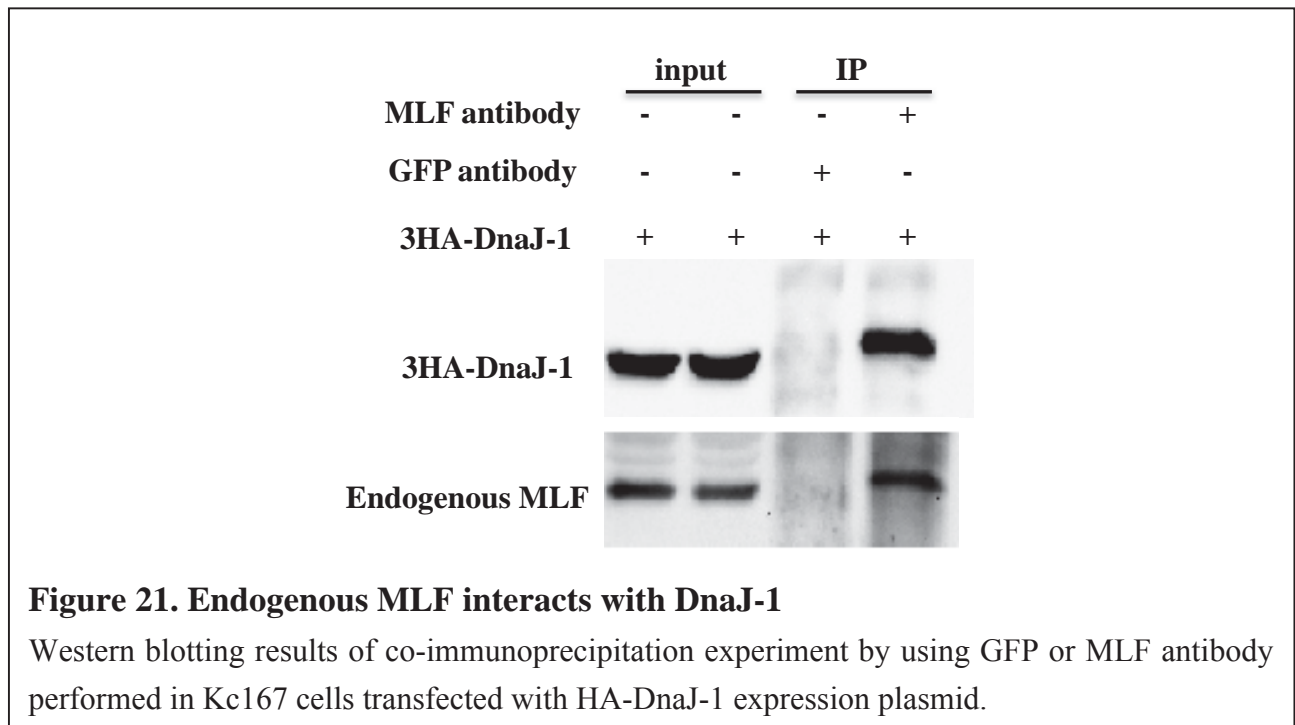 input IP
MLF antibody - - - +
GFP antibody - - + -
3HA-DnaJ-1 + + + +
3HA-DnaJ-1
Endogenous MLF
Figure 21. Endogenous MLF interacts with DnaJ-1
Western blotting results of co-immunoprecipitation experiment by using GFP or MLF antibody
performed in Kc167 cells transfected with HA-DnaJ-1 expression plasmid.